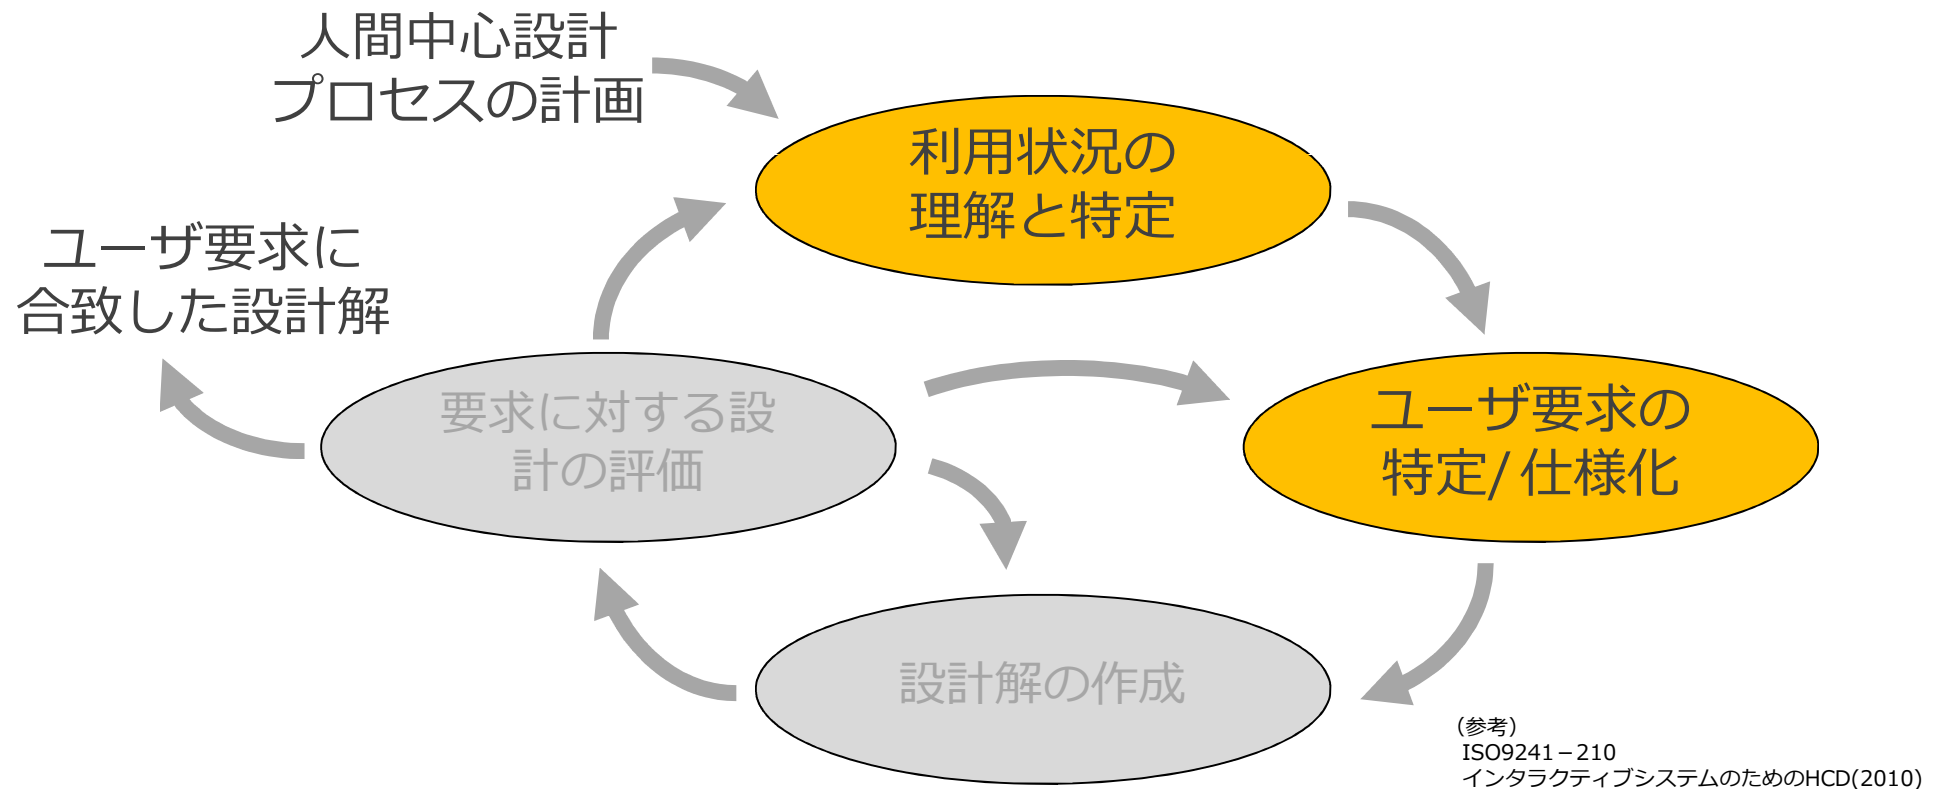 人間中心設計
プロセスの計画
利用状況の
理解と特定
ユーザ要求に
合致した設計解
要求に対する設
計の評価
ユーザ要求の
特定/仕様化
設計解の作成
（参考）
ISO9241－210
インタラクティブシステムのためのHCD(2010)